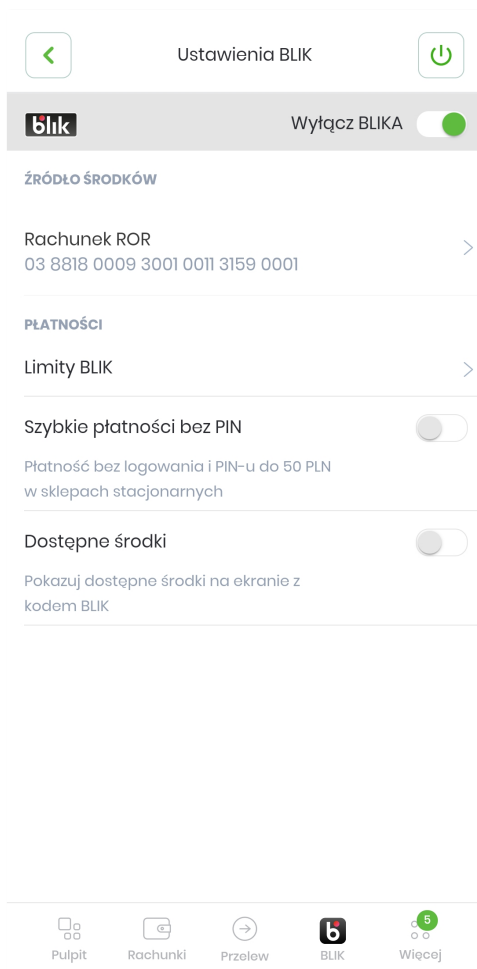 Ustawienia BLIK
blik
Wyłącz BLIKA
ŹRÓDŁO ŚRODKÓW
Rachunek ROR
03 8818 0009 3001 0011 3159 0001
PŁATNOŚCI
Limity BLIK
Szybkie płatności bez PIN
Płatność bez logowania i PIN-u do 50 PLN
w sklepach stacjonarnych
Dostępne środki
Pokazuj dostępne środki na ekranie z
kodem BLIK
5
Pulpit
Rachunki
Przelew
BLIK
Więcej